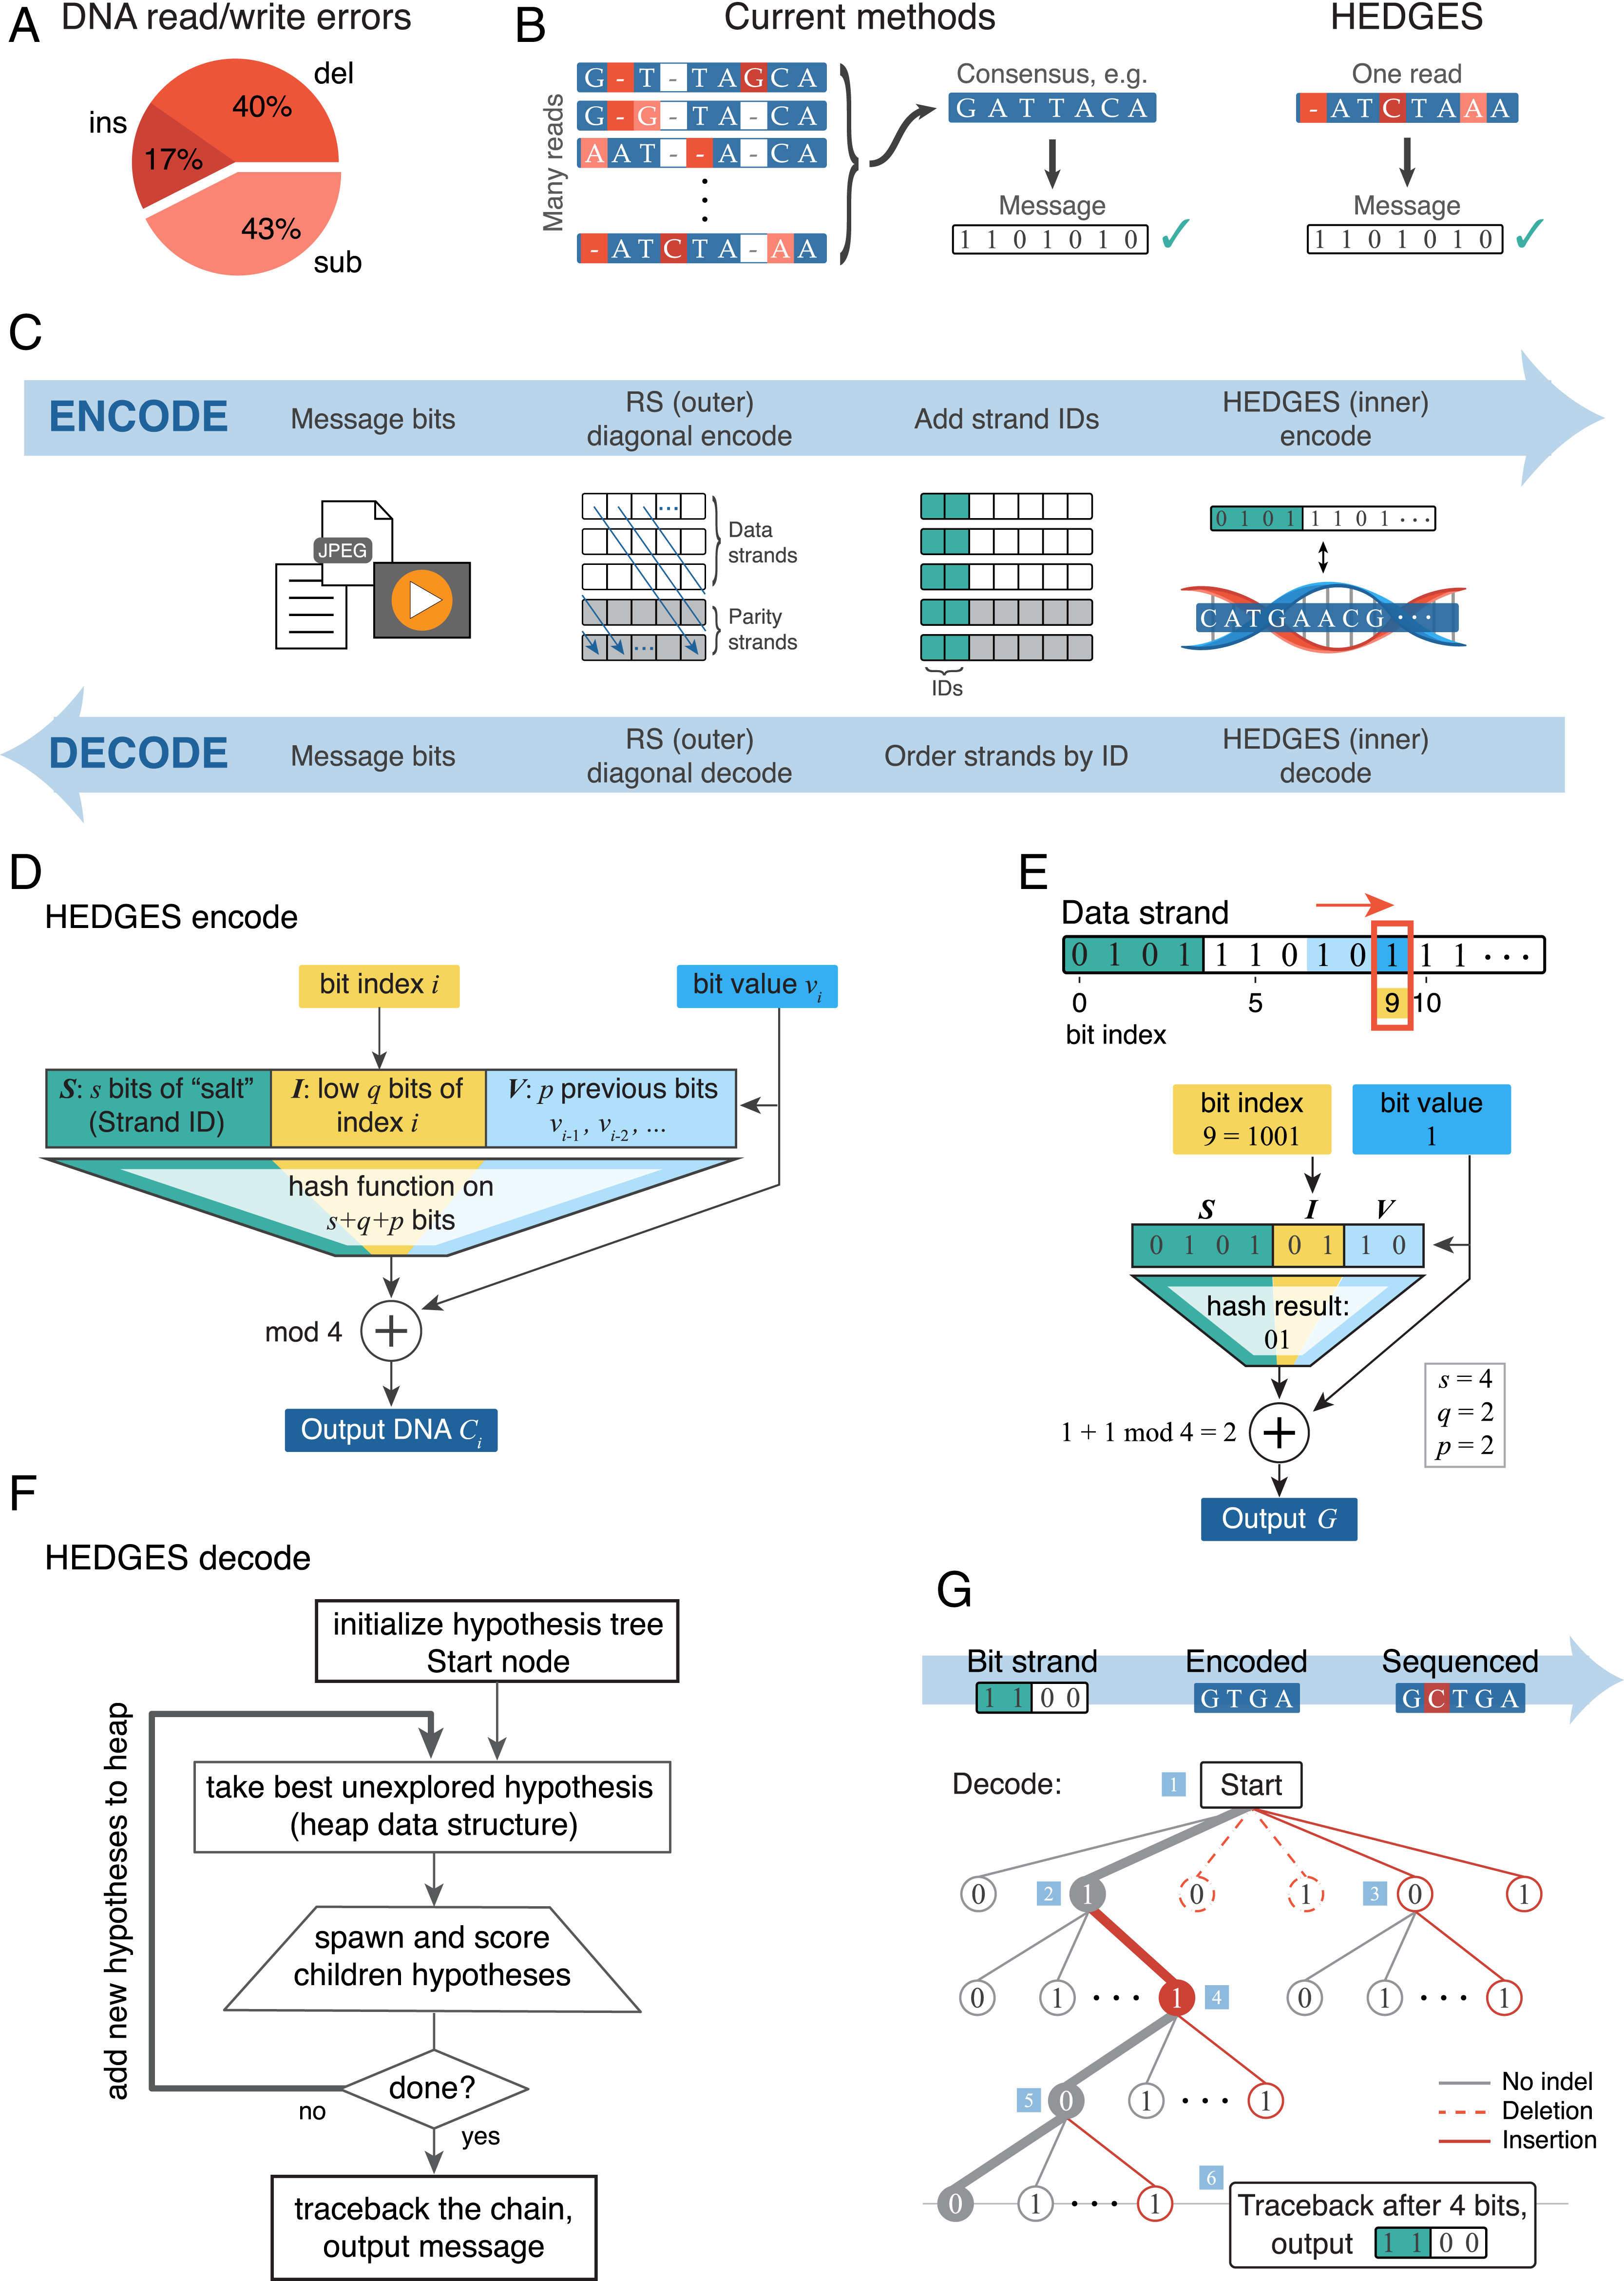 A DNA read/write errors
del
40%
ins
17%
43%
sub
B Current methods
HEDGES
Many reads
G - T - T A G C A
G - G - T A - C A
A A T - - A - C A
- A T C T A - A A
Consensus, e.g.
G A T T A C A
Message
1 1 0 1 0 1 0
✓
One read
- A T C T A A A
Message
1 1 0 1 0 1 0
✓
C
ENCODE
Message bits
RS (outer)
diagonal encode
Add strand IDs
HEDGES (inner)
encode
JPEG
...
Data
strands
Parity
strands
...
IDs
0 1 0 1 1 1 0 1 ...
C A T G A A C G ...
DECODE
Message bits
RS (outer)
diagonal decode
Order strands by ID
HEDGES (inner)
decode
D
HEDGES encode
bit index i
bit value vi
S: s bits of “salt”
(Strand ID)
I: low q bits of
index i
V: p previous bits
vi-1, vi-2, ...
hash function on
s+q+p bits
mod 4 +
Output DNA Ci
E
Data strand
0 1 0 1 1 1 0 1 0 1 1 1 ...
0 5 9 10
bit index
bit index
9 = 1001
bit value
1
S I V
0 1 0 1 0 1 1 0
hash result:
01
s = 4
q = 2
p = 2
1 + 1 mod 4 = 2 +
Output G
F
HEDGES decode
initialize hypothesis tree
Start node
add new hypotheses to heap
take best unexplored hypothesis
(heap data structure)
spawn and score
children hypotheses
done?
no
yes
traceback the chain,
output message
G
Bit strand
1 1 0 0
Encoded
G T G A
Sequenced
G C T G A
Decode:
1 Start
0 2 1 0 1 3 0 1
0 1 ... 1 4 0 1 ... 1
5 0 1 ... 1
No indel
Deletion
Insertion
0 1 ... 1
6
Traceback after 4 bits,
output 1 1 0 0